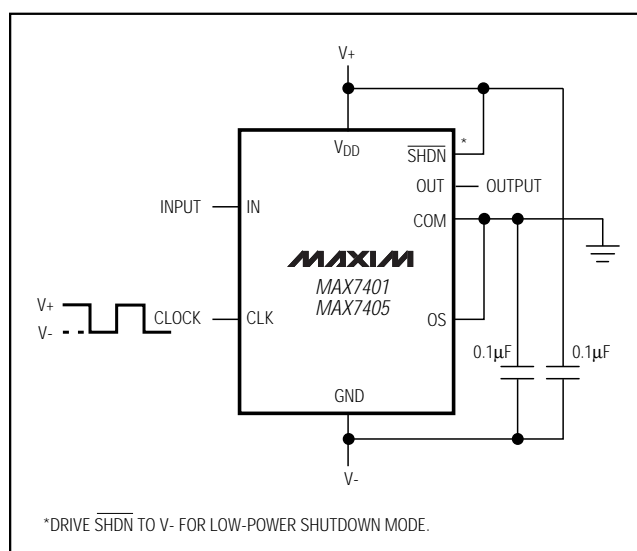 V+
VDD
SHDN
*
OUT
OUTPUT
INPUT
IN
COM
MAXIM
MAX7401
MAX7405
V+
V-
CLOCK
CLK
OS
0.1µF
0.1µF
GND
V-
*DRIVE SHDN TO V- FOR LOW-POWER SHUTDOWN MODE.